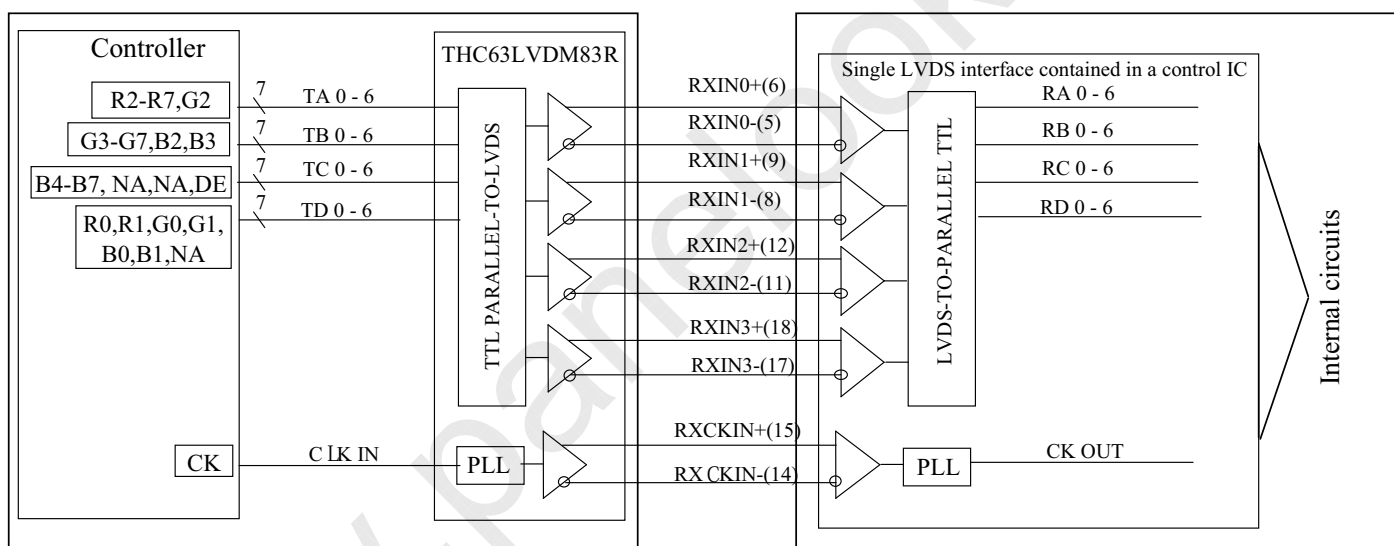 Controller
R2-R7,G2
G3-G7,B2,B3
B4-B7, NA,NA,DE
R0,R1,G0,G1,
B0,B1,NA
CK
7
TA 0 - 6
7
TB 0 - 6
7
TC 0 - 6
7
TD 0 - 6
CLK IN
THC63LVDM83R
TTL PARALLEL-TO-LVDS
PLL
RXIN0+(6)
RXIN0-(5)
RXIN1+(9)
RXIN1-(8)
RXIN2+(12)
RXIN2-(11)
RXIN3+(18)
RXIN3-(17)
RXCKIN+(15)
RXCKIN-(14)
Single LVDS interface contained in a control IC
LVDS-TO-PARALLEL TTL
PLL
RA 0 - 6
RB 0 - 6
RC 0 - 6
RD 0 - 6
CK OUT
Internal circuits
panelook